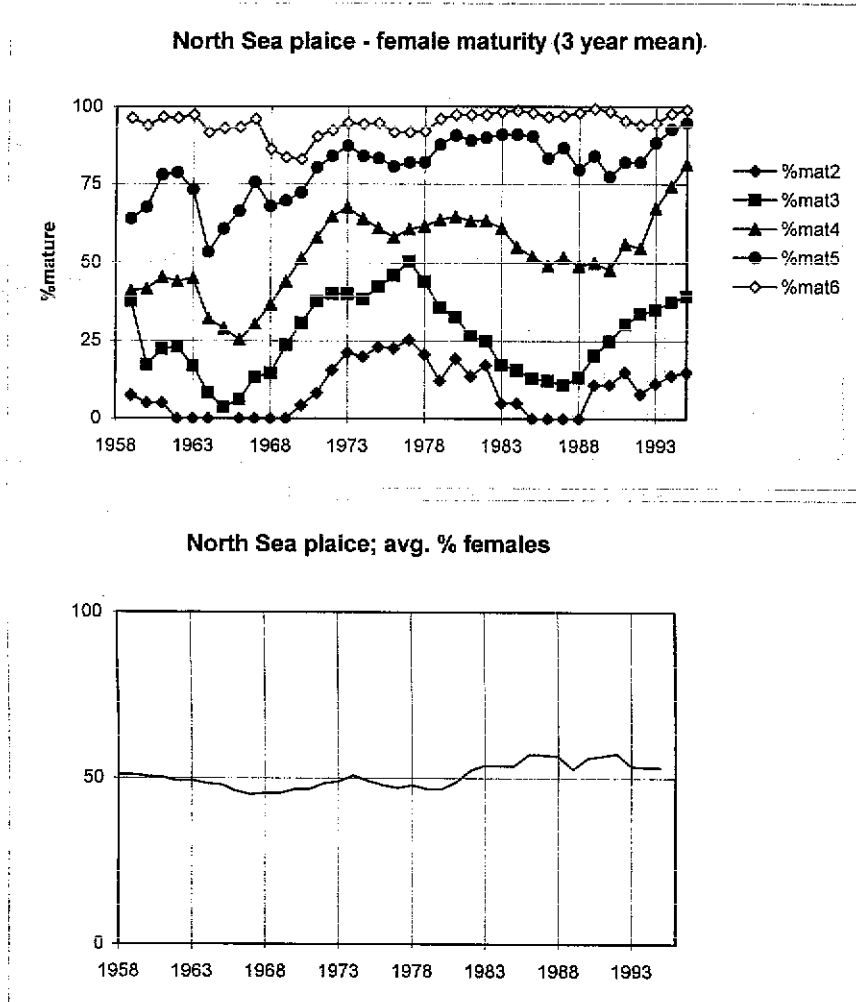 North Sea plaice - female maturity (3 year mean)
100
75
50
25
0
%mature
1958 1963 1968 1973 1978 1983 1988 1993
%mat2
%mat3
%mat4
%mat5
%mat6
North Sea plaice; avg. % females
100
50
0
1958 1963 1968 1973 1978 1983 1988 1993